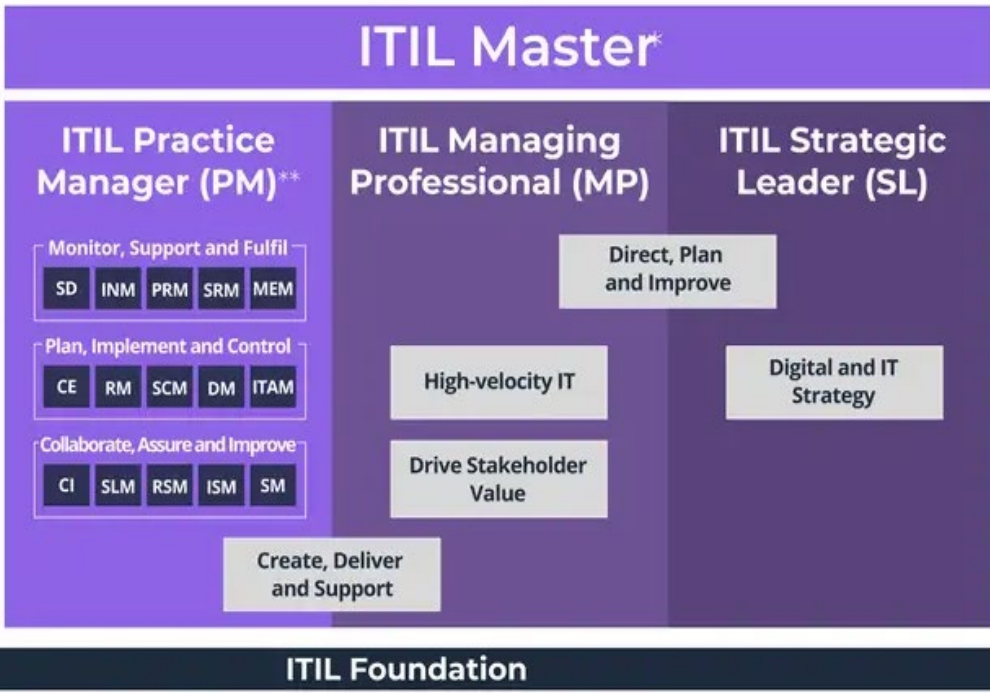 ITIL Master*
ITIL Practice
Manager (PM)**
Monitor, Support and Fulfil
SD INM PRM SRM MEM
Plan, Implement and Control
CE RM SCM DM ITAM
Collaborate, Assure and Improve
CI SLM RSM ISM SM
ITIL Managing
Professional (MP)
ITIL Strategic
Leader (SL)
Direct, Plan
and Improve
High-velocity IT
Digital and IT
Strategy
Drive Stakeholder
Value
Create, Deliver
and Support
ITIL Foundation